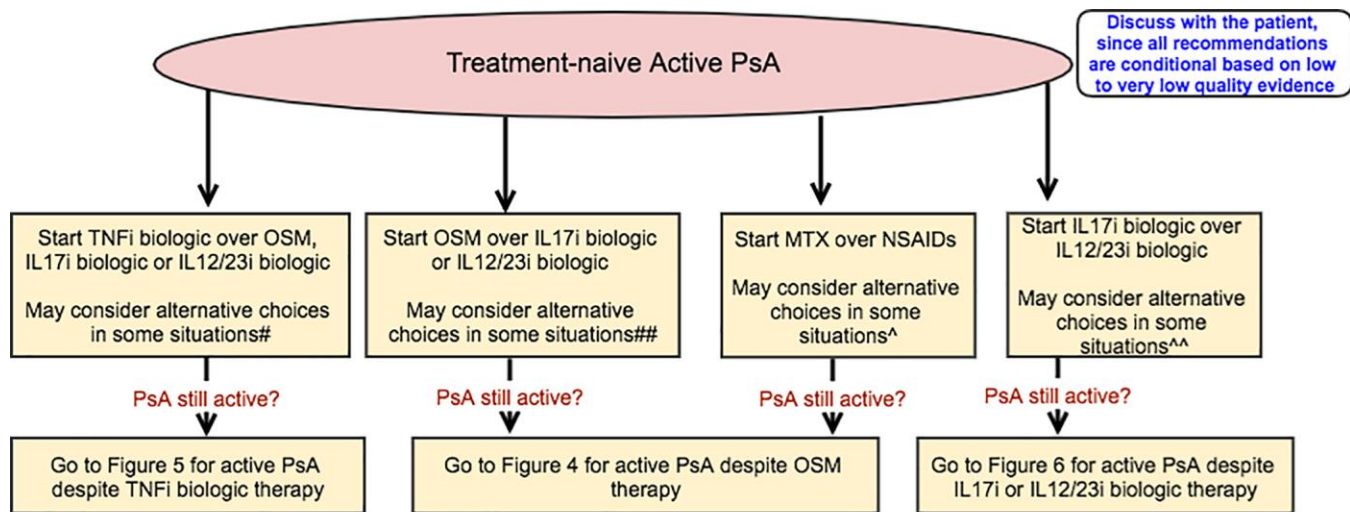 Treatment-naive Active PsA
Discuss with the patient,
since all recommendations
are conditional based on low
to very low quality evidence
Start TNFi biologic over OSM,
IL17i biologic or IL12/23i biologic
May consider alternative choices
in some situations#
Start OSM over IL17i biologic
or IL12/23i biologic
May consider alternative
choices in some situations##
Start MTX over NSAIDs
May consider alternative
choices in some
situations^
Start IL17i biologic over
IL12/23i biologic
May consider alternative
choices in some
situations^^
PsA still active?
PsA still active?
PsA still active?
PsA still active?
Go to Figure 5 for active PsA
despite TNFi biologic therapy
Go to Figure 4 for active PsA despite OSM
therapy
Go to Figure 6 for active PsA despite
IL17i or IL12/23i biologic therapy